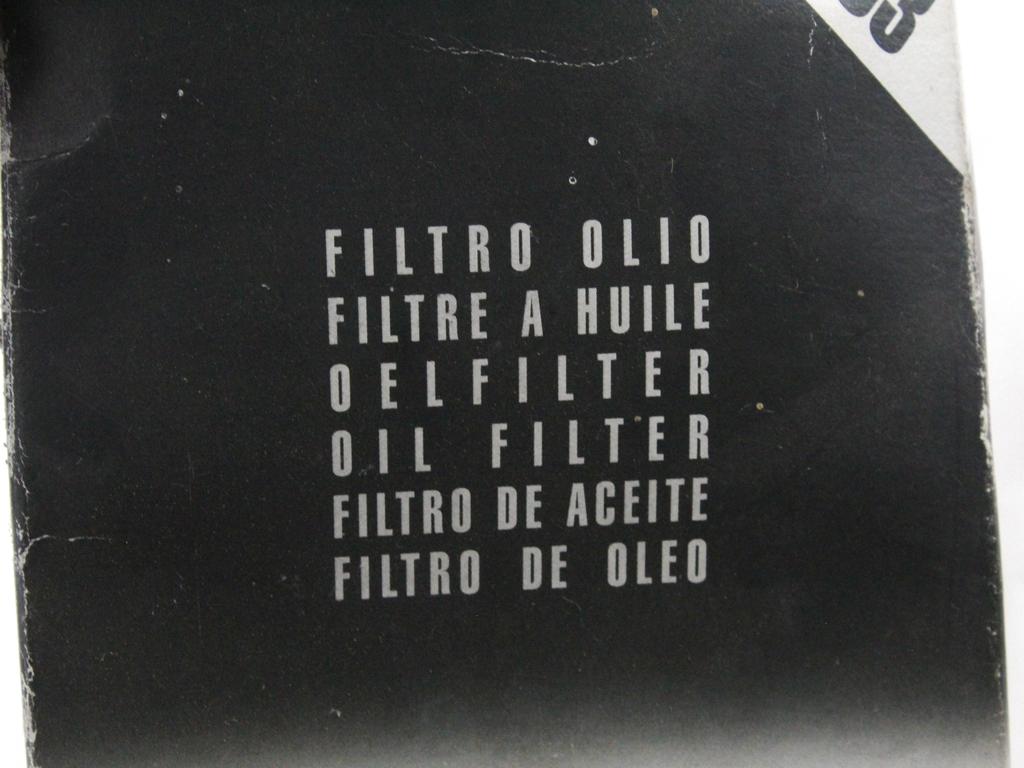 FILTRO OLIO
FILTRE A HUILE
OELFILTER
OIL FILTER
FILTRO DE ACEITE
FILTRO DE OLEO